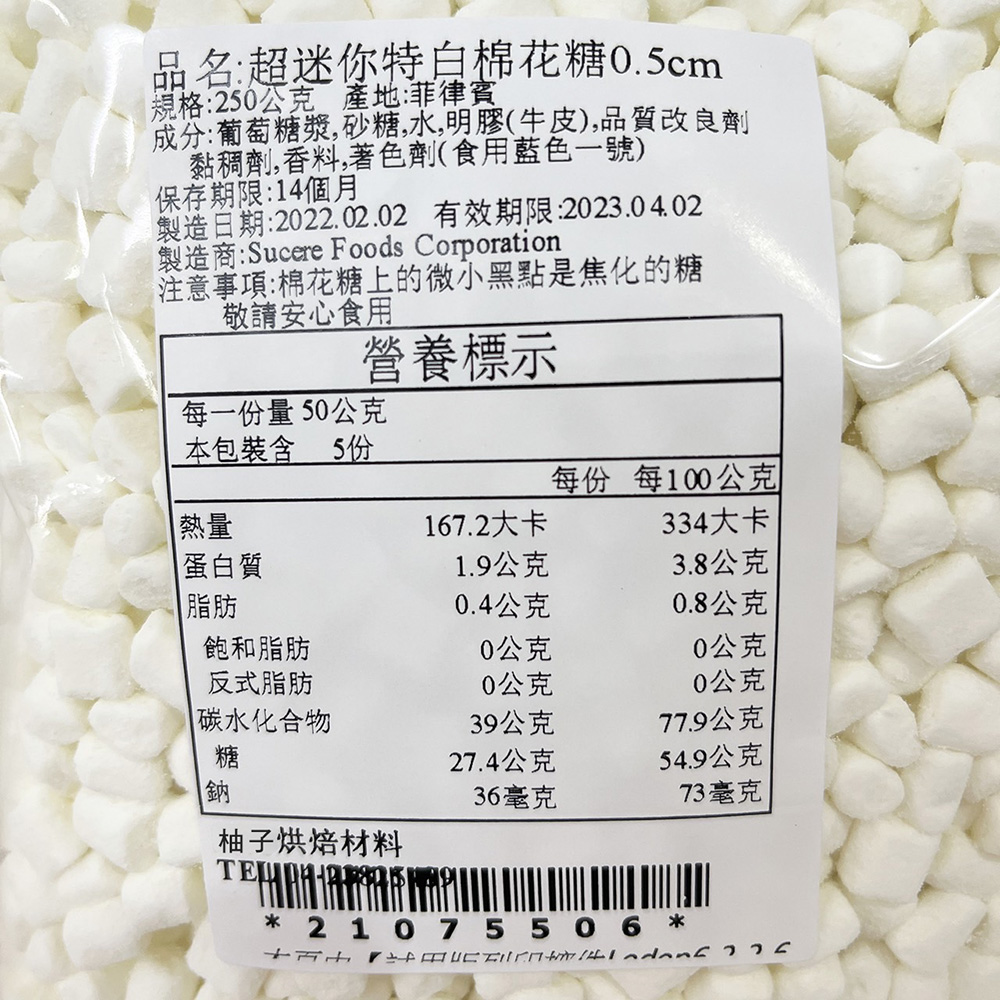 品 名:超迷你特白棉花糖0.5cm
規格:250公克 產地:菲律賓
成分:葡萄糖漿,砂糖,水,明膠(牛皮),品質改良劑
黏稠劑,香料,著色劑(食用藍色一號)
保存期限:14個月
製造日期:2022.02.02 有效期限:2023.04.02
製造商:Sucere Foods Corporation
注意事項:棉花糖上的微小黑點是焦化的糖
敬請安心食用
營養標示
每一份量 50公克
本包裝含 5份
每份 每100公克
熱量 167.2大卡 334大卡
蛋白質 1.9公克 3.8公克
脂肪 0.4公克 0.8公克
飽和脂肪 0公克 0公克
反式脂肪 0公克 0公克
碳水化合物 39公克 77.9公克
糖 27.4公克 54.9公克
鈉 36毫克 73毫克
柚子烘焙材料
TEL
*21075506*